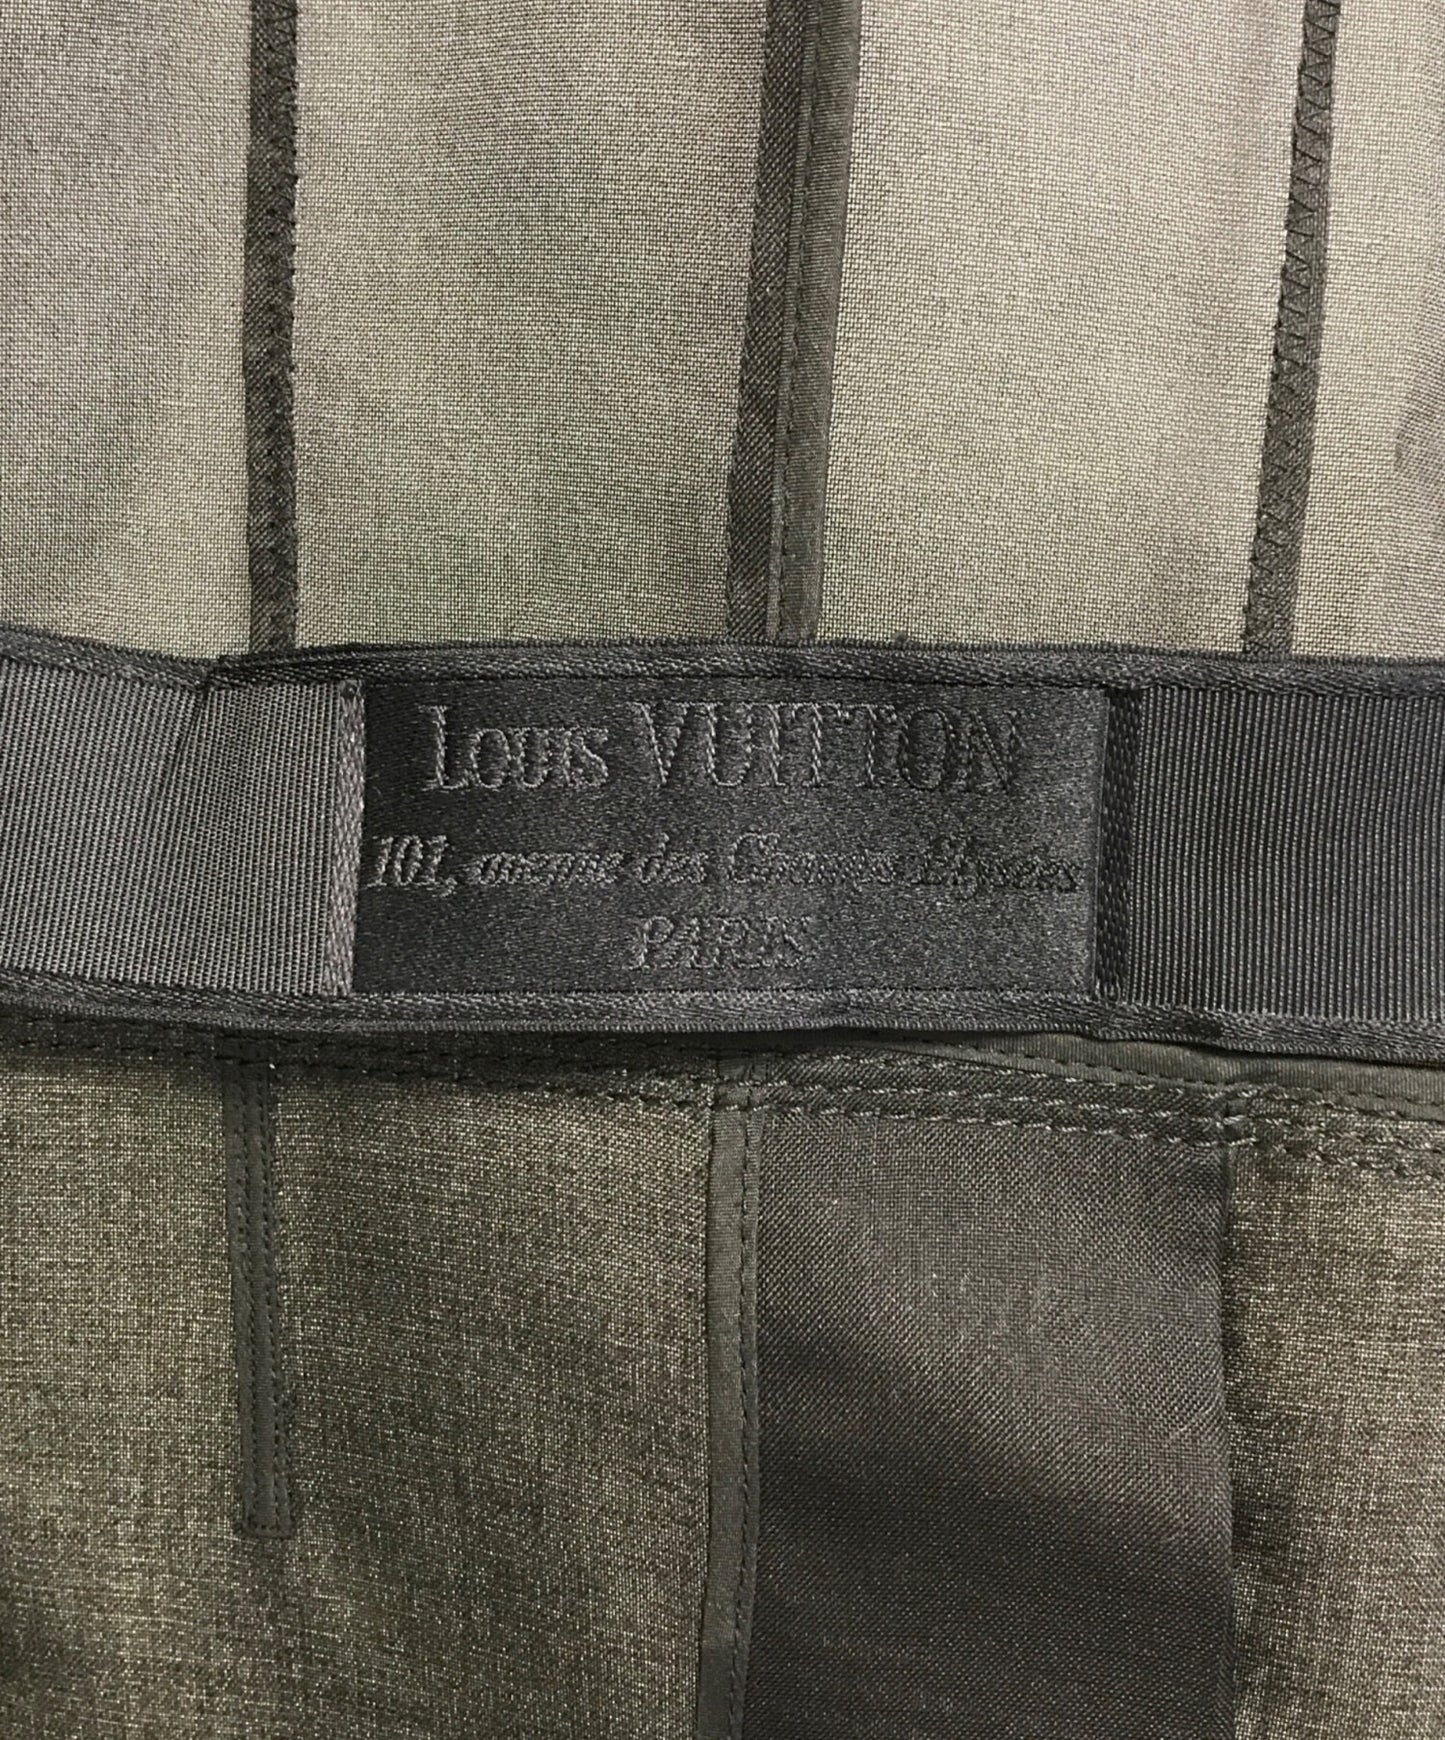 Louis VUITTON
101, avenue des Champs Elysées
PARIS